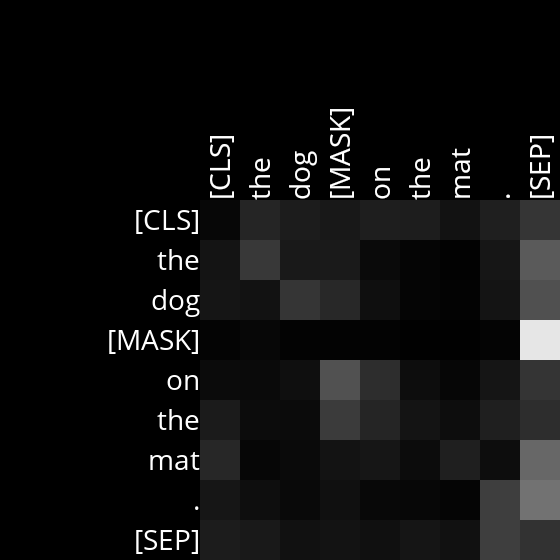 [CLS] the dog [MASK] on the mat . [SEP]
[CLS]
the
dog
[MASK]
on
the
mat
.
[SEP]